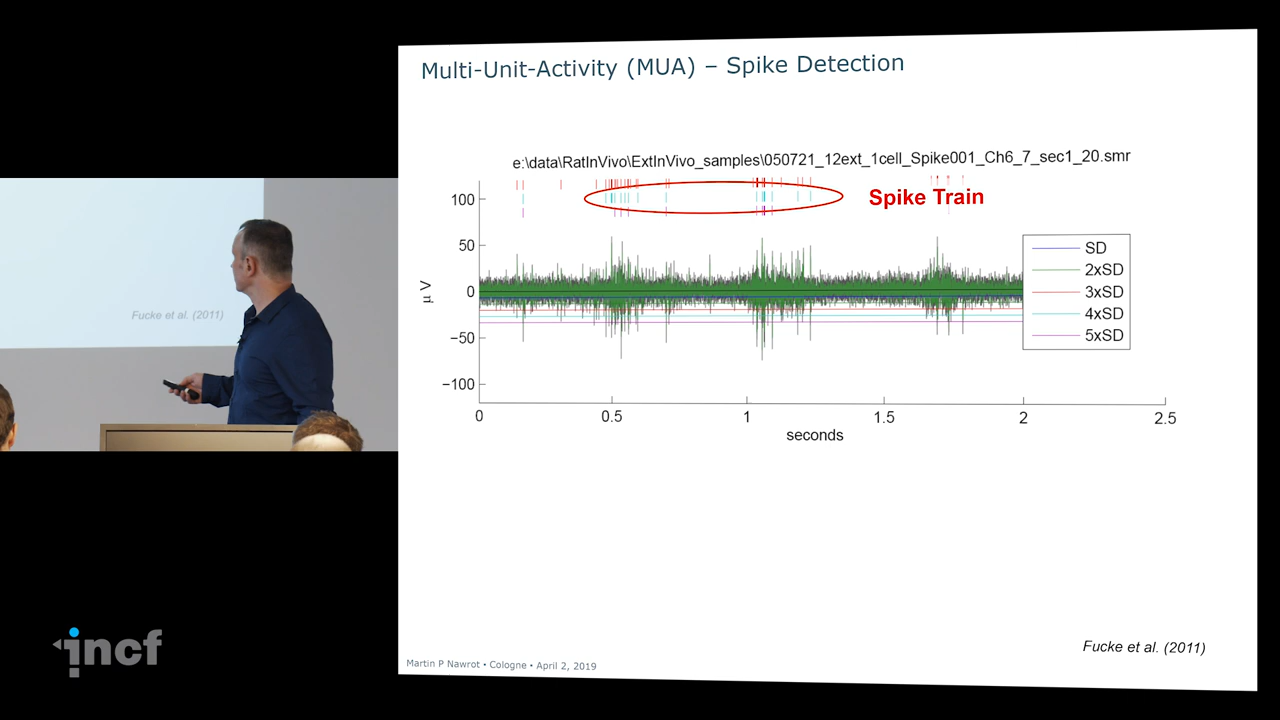 Multi-Unit-Activity (MUA) – Spike Detection
e:\data\RatInVivo\ExtInVivo_samples\050721_12ext_1cell_Spike001_Ch6_7_sec1_20.smr
Spike Train
100
50
0
−50
−100
μ V
SD
2xSD
3xSD
4xSD
5xSD
0 0.5 1 1.5 2 2.5
seconds
Fucke et al. (2011)
Martin P Nawrot • Cologne • April 2, 2019
Fucke et al. (2011)
incf